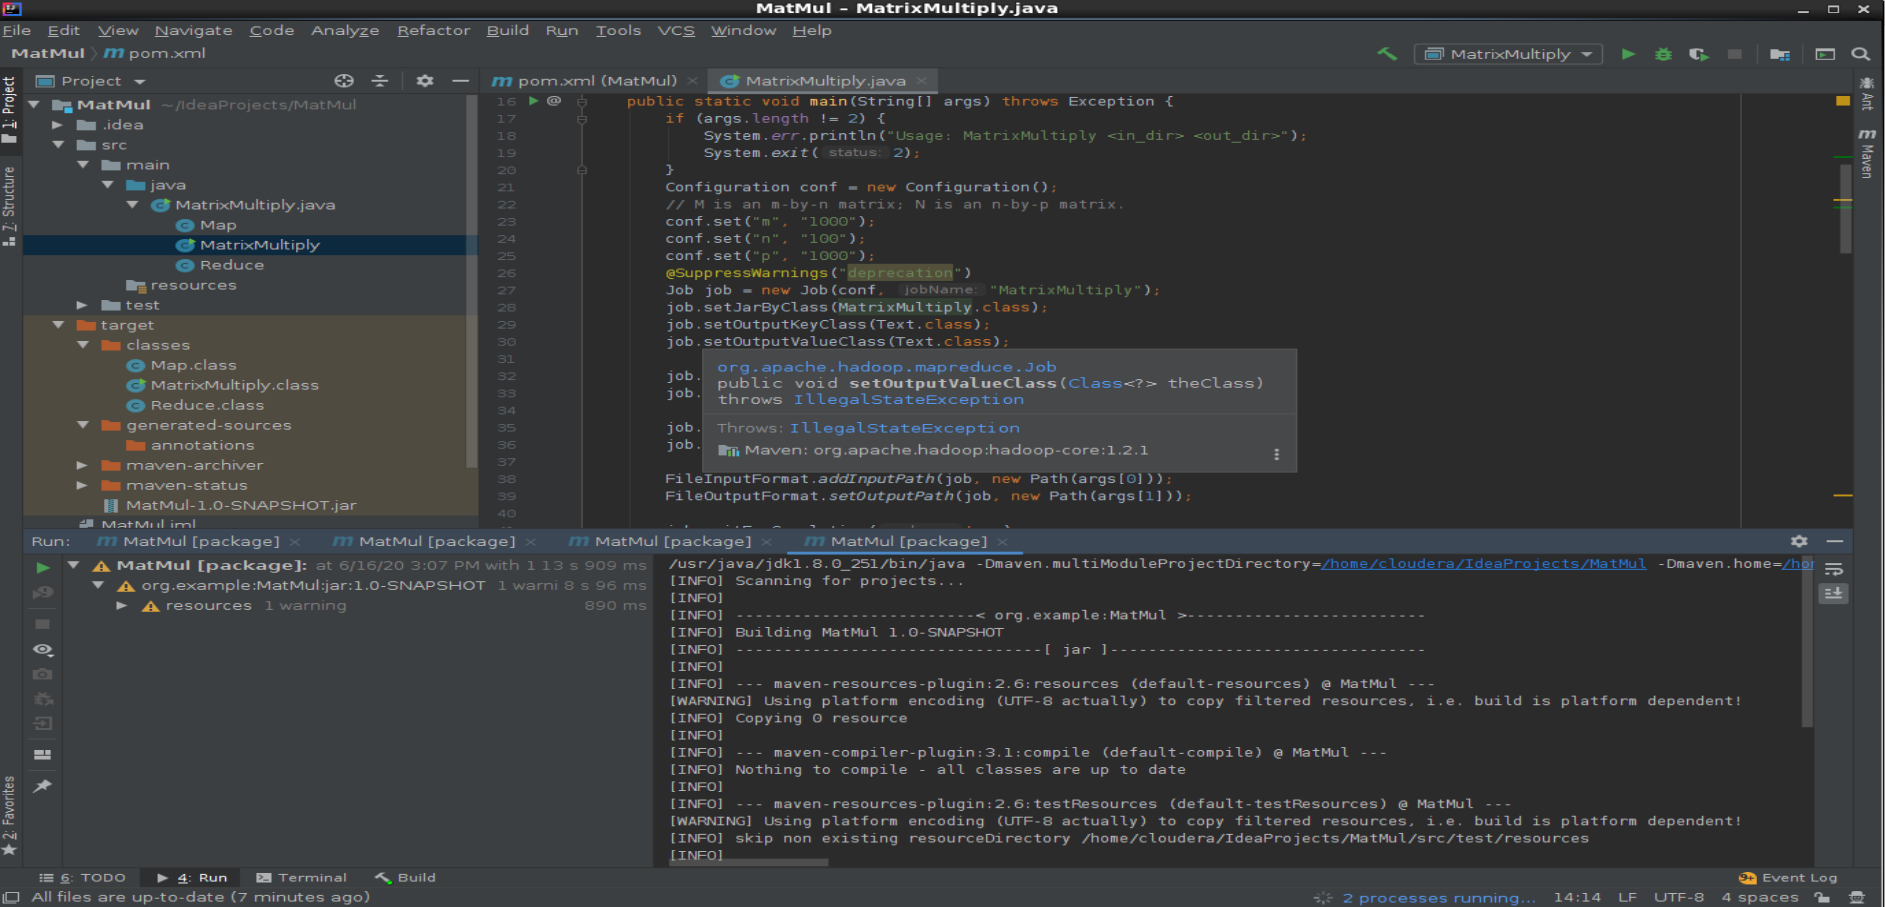 MatMul – MatrixMultiply.java
File Edit View Navigate Code Analyze Refactor Build Run Tools VCS Window Help
MatMul m pom.xml
MatrixMultiply
Project
m pom.xml (MatMul)
MatrixMultiply.java
1: Project
7: Structure
2: Favorites
MatMul ~/IdeaProjects/MatMul
.idea
src
main
java
MatrixMultiply.java
Map
MatrixMultiply
Reduce
resources
test
target
classes
Map.class
MatrixMultiply.class
Reduce.class
generated-sources
annotations
maven-archiver
maven-status
MatMul-1.0-SNAPSHOT.jar
MatMul.iml
16 @ public static void main(String[] args) throws Exception {
17 if (args.length != 2) {
18 System.err.println("Usage: MatrixMultiply <in_dir> <out_dir>");
19 System.exit( status: 2);
20 }
21 Configuration conf = new Configuration();
22 // M is an m-by-n matrix; N is an n-by-p matrix.
23 conf.set("m", "1000");
24 conf.set("n", "100");
25 conf.set("p", "1000");
26 @SuppressWarnings("deprecation")
27 Job job = new Job(conf, jobName: "MatrixMultiply");
28 job.setJarByClass(MatrixMultiply.class);
29 job.setOutputKeyClass(Text.class);
30 job.setOutputValueClass(Text.class);
31
32 job.
33 job.
34
35 job.
36 job.
37
38 FileInputFormat.addInputPath(job, new Path(args[0]));
39 FileOutputFormat.setOutputPath(job, new Path(args[1]));
40
org.apache.hadoop.mapreduce.Job
public void setOutputValueClass(Class<?> theClass)
throws IllegalStateException
Throws: IllegalStateException
Maven: org.apache.hadoop:hadoop-core:1.2.1
Ant
m Maven
Run: m MatMul [package] m MatMul [package] m MatMul [package] m MatMul [package]
MatMul [package]: at 6/16/20 3:07 PM with 1 13 s 909 ms
org.example:MatMul:jar:1.0-SNAPSHOT 1 warni 8 s 96 ms
resources 1 warning 890 ms
/usr/java/jdk1.8.0_251/bin/java -Dmaven.multiModuleProjectDirectory=/home/cloudera/IdeaProjects/MatMul -Dmaven.home=/ho
[INFO] Scanning for projects...
[INFO]
[INFO] -------------------------< org.example:MatMul >-------------------------
[INFO] Building MatMul 1.0-SNAPSHOT
[INFO] --------------------------------[ jar ]---------------------------------
[INFO]
[INFO] --- maven-resources-plugin:2.6:resources (default-resources) @ MatMul ---
[WARNING] Using platform encoding (UTF-8 actually) to copy filtered resources, i.e. build is platform dependent!
[INFO] Copying 0 resource
[INFO]
[INFO] --- maven-compiler-plugin:3.1:compile (default-compile) @ MatMul ---
[INFO] Nothing to compile - all classes are up to date
[INFO]
[INFO] --- maven-resources-plugin:2.6:testResources (default-testResources) @ MatMul ---
[WARNING] Using platform encoding (UTF-8 actually) to copy filtered resources, i.e. build is platform dependent!
[INFO] skip non existing resourceDirectory /home/cloudera/IdeaProjects/MatMul/src/test/resources
[INFO]
6: TODO 4: Run Terminal Build
9+ Event Log
All files are up-to-date (7 minutes ago)
2 processes running... 14:14 LF UTF-8 4 spaces